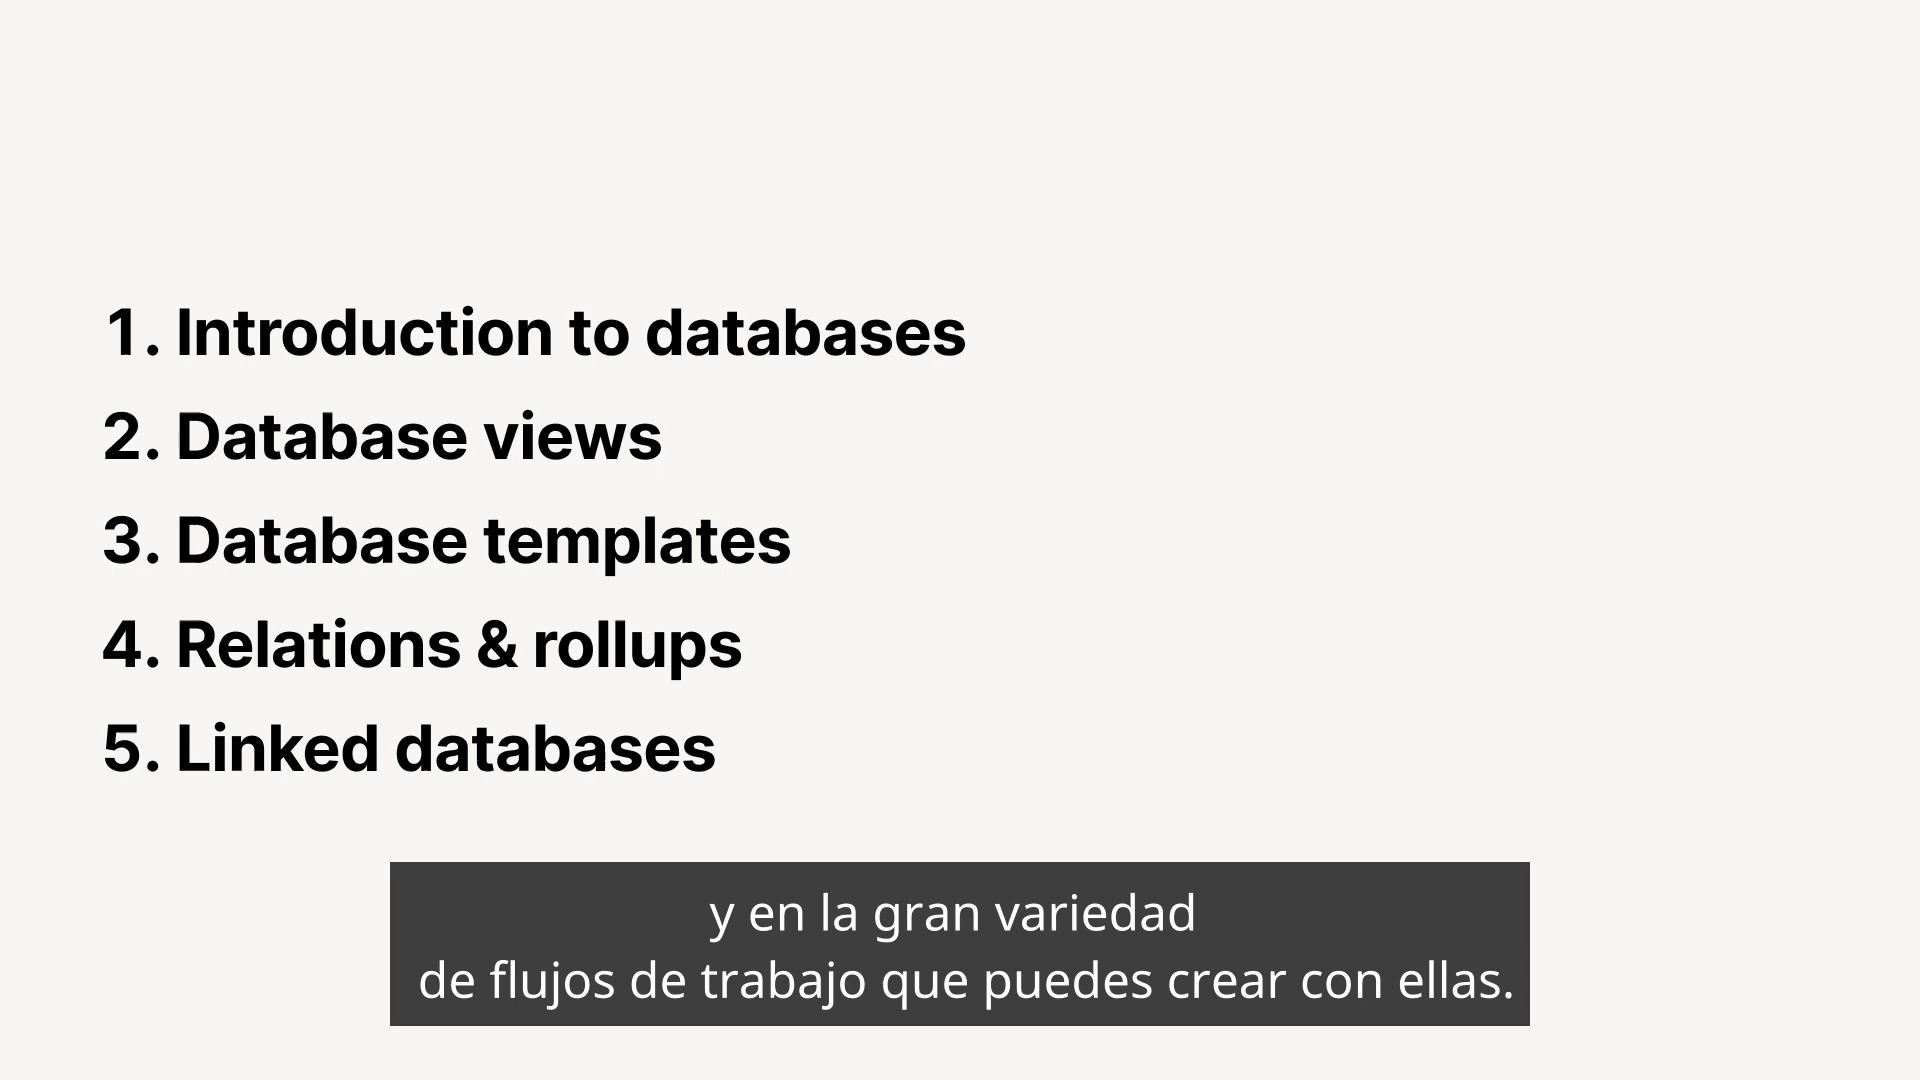 1. Introduction to databases
2. Database views
3. Database templates
4. Relations & rollups
5. Linked databases
y en la gran variedad
de flujos de trabajo que puedes crear con ellas.